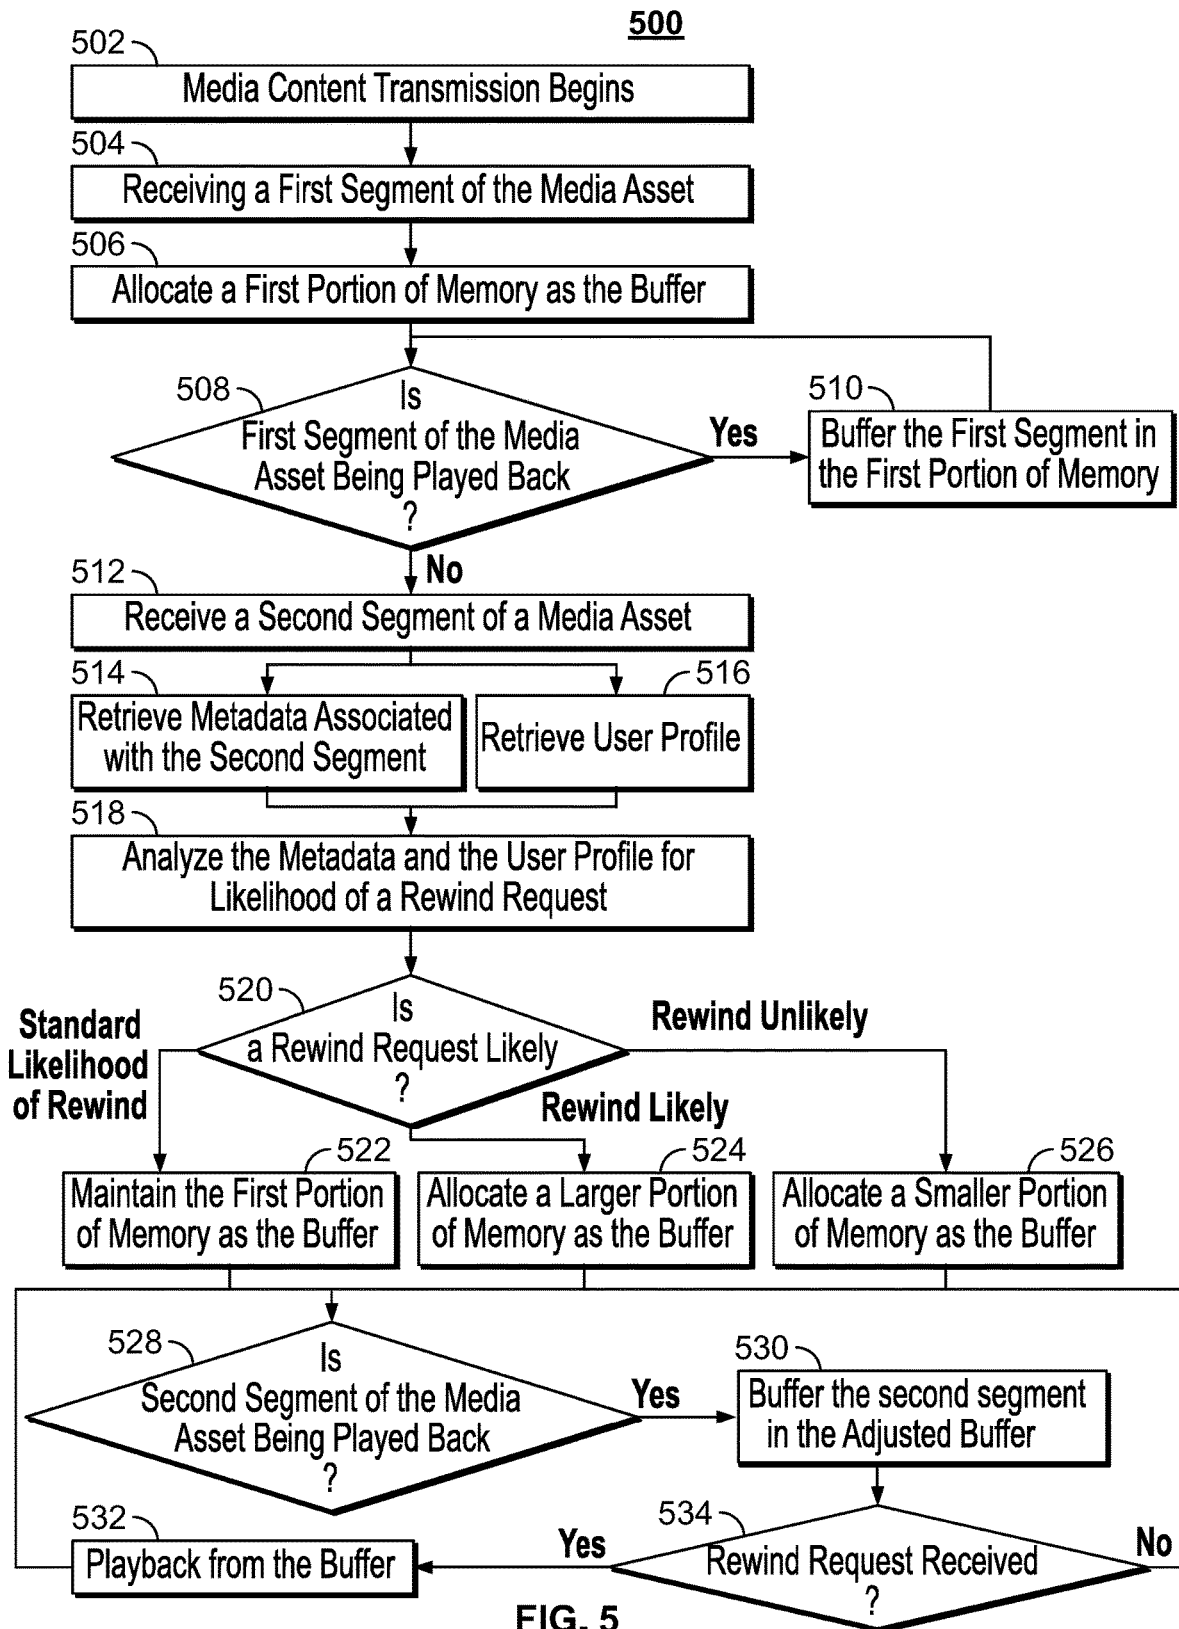 500
502
Media Content Transmission Begins
504
Receiving a First Segment of the Media Asset
506
Allocate a First Portion of Memory as the Buffer
508
Is
First Segment of the Media
Asset Being Played Back
?
Yes
510
Buffer the First Segment in
the First Portion of Memory
No
512
Receive a Second Segment of a Media Asset
514
Retrieve Metadata Associated
with the Second Segment
516
Retrieve User Profile
518
Analyze the Metadata and the User Profile for
Likelihood of a Rewind Request
520
Is
a Rewind Request Likely
?
Standard
Likelihood
of Rewind
Rewind Likely
Rewind Unlikely
522
Maintain the First Portion
of Memory as the Buffer
524
Allocate a Larger Portion
of Memory as the Buffer
526
Allocate a Smaller Portion
of Memory as the Buffer
528
Is
Second Segment of the Media
Asset Being Played Back
?
Yes
530
Buffer the second segment
in the Adjusted Buffer
532
Playback from the Buffer
534
Rewind Request Received
?
Yes
No
FIG. 5